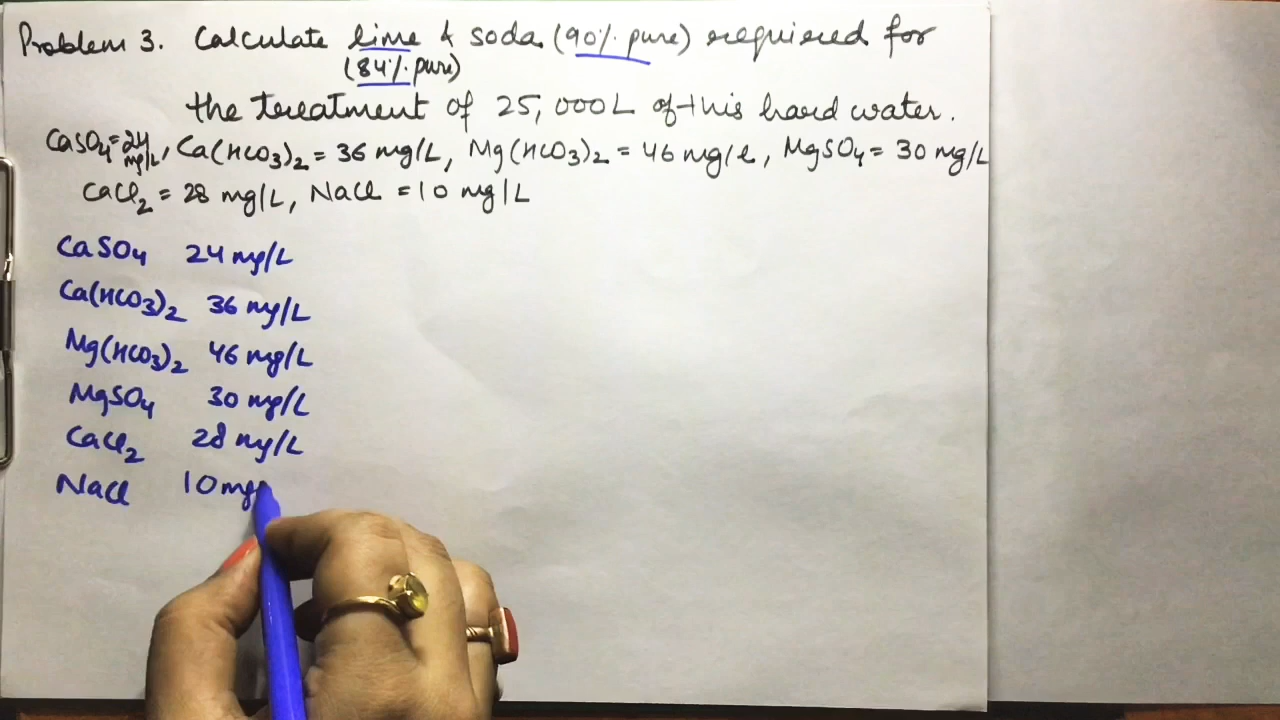 Problem 3. Calculate lime & soda (90% pure) required for
(84% pure)
the treatment of 25,000L of this hard water.
CaSO4=24 mg/L, Ca(HCO3)2 = 36 mg/L, Mg(HCO3)2 = 46 mg/l, MgSO4 = 30 mg/L
CaCl2 = 28 mg/L, NaCl = 10 mg/L
CaSO4 24 mg/L
Ca(HCO3)2 36 mg/L
Mg(HCO3)2 46 mg/L
MgSO4 30 mg/L
CaCl2 28 mg/L
NaCl 10 mg